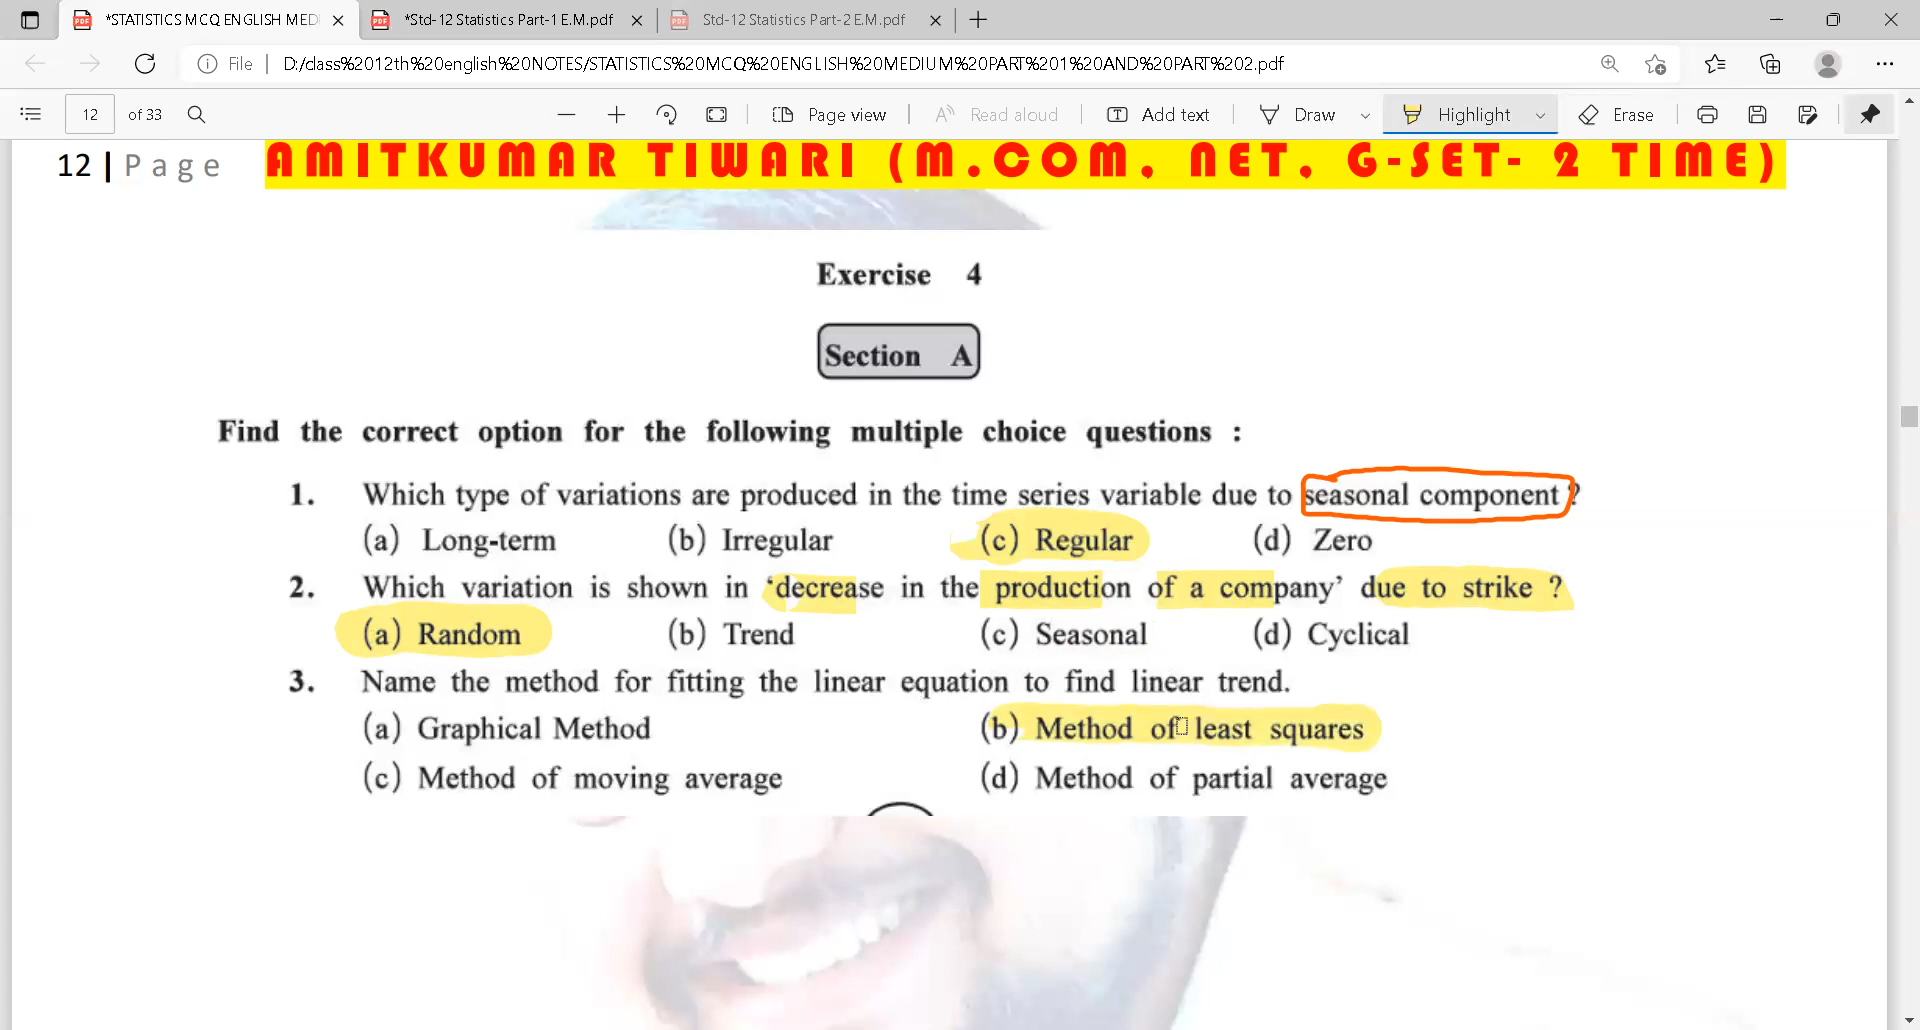 *STATISTICS MCQ ENGLISH MED
*Std-12 Statistics Part-1 E.M.pdf
Std-12 Statistics Part-2 E.M.pdf
File | D:/class%2012th%20english%20NOTES/STATISTICS%20MCQ%20ENGLISH%20MEDIUM%20PART%201%20AND%20PART%202.pdf
12 of 33 Page view Read aloud Add text Draw Highlight Erase
12 | Page AMITKUMAR TIWARI (M.COM, NET, G-SET- 2 TIME)
Exercise 4
Section A
Find the correct option for the following multiple choice questions :
1. Which type of variations are produced in the time series variable due to seasonal component ?
(a) Long-term (b) Irregular (c) Regular (d) Zero
2. Which variation is shown in ‘decrease in the production of a company’ due to strike ?
(a) Random (b) Trend (c) Seasonal (d) Cyclical
3. Name the method for fitting the linear equation to find linear trend.
(a) Graphical Method (b) Method of least squares
(c) Method of moving average (d) Method of partial average